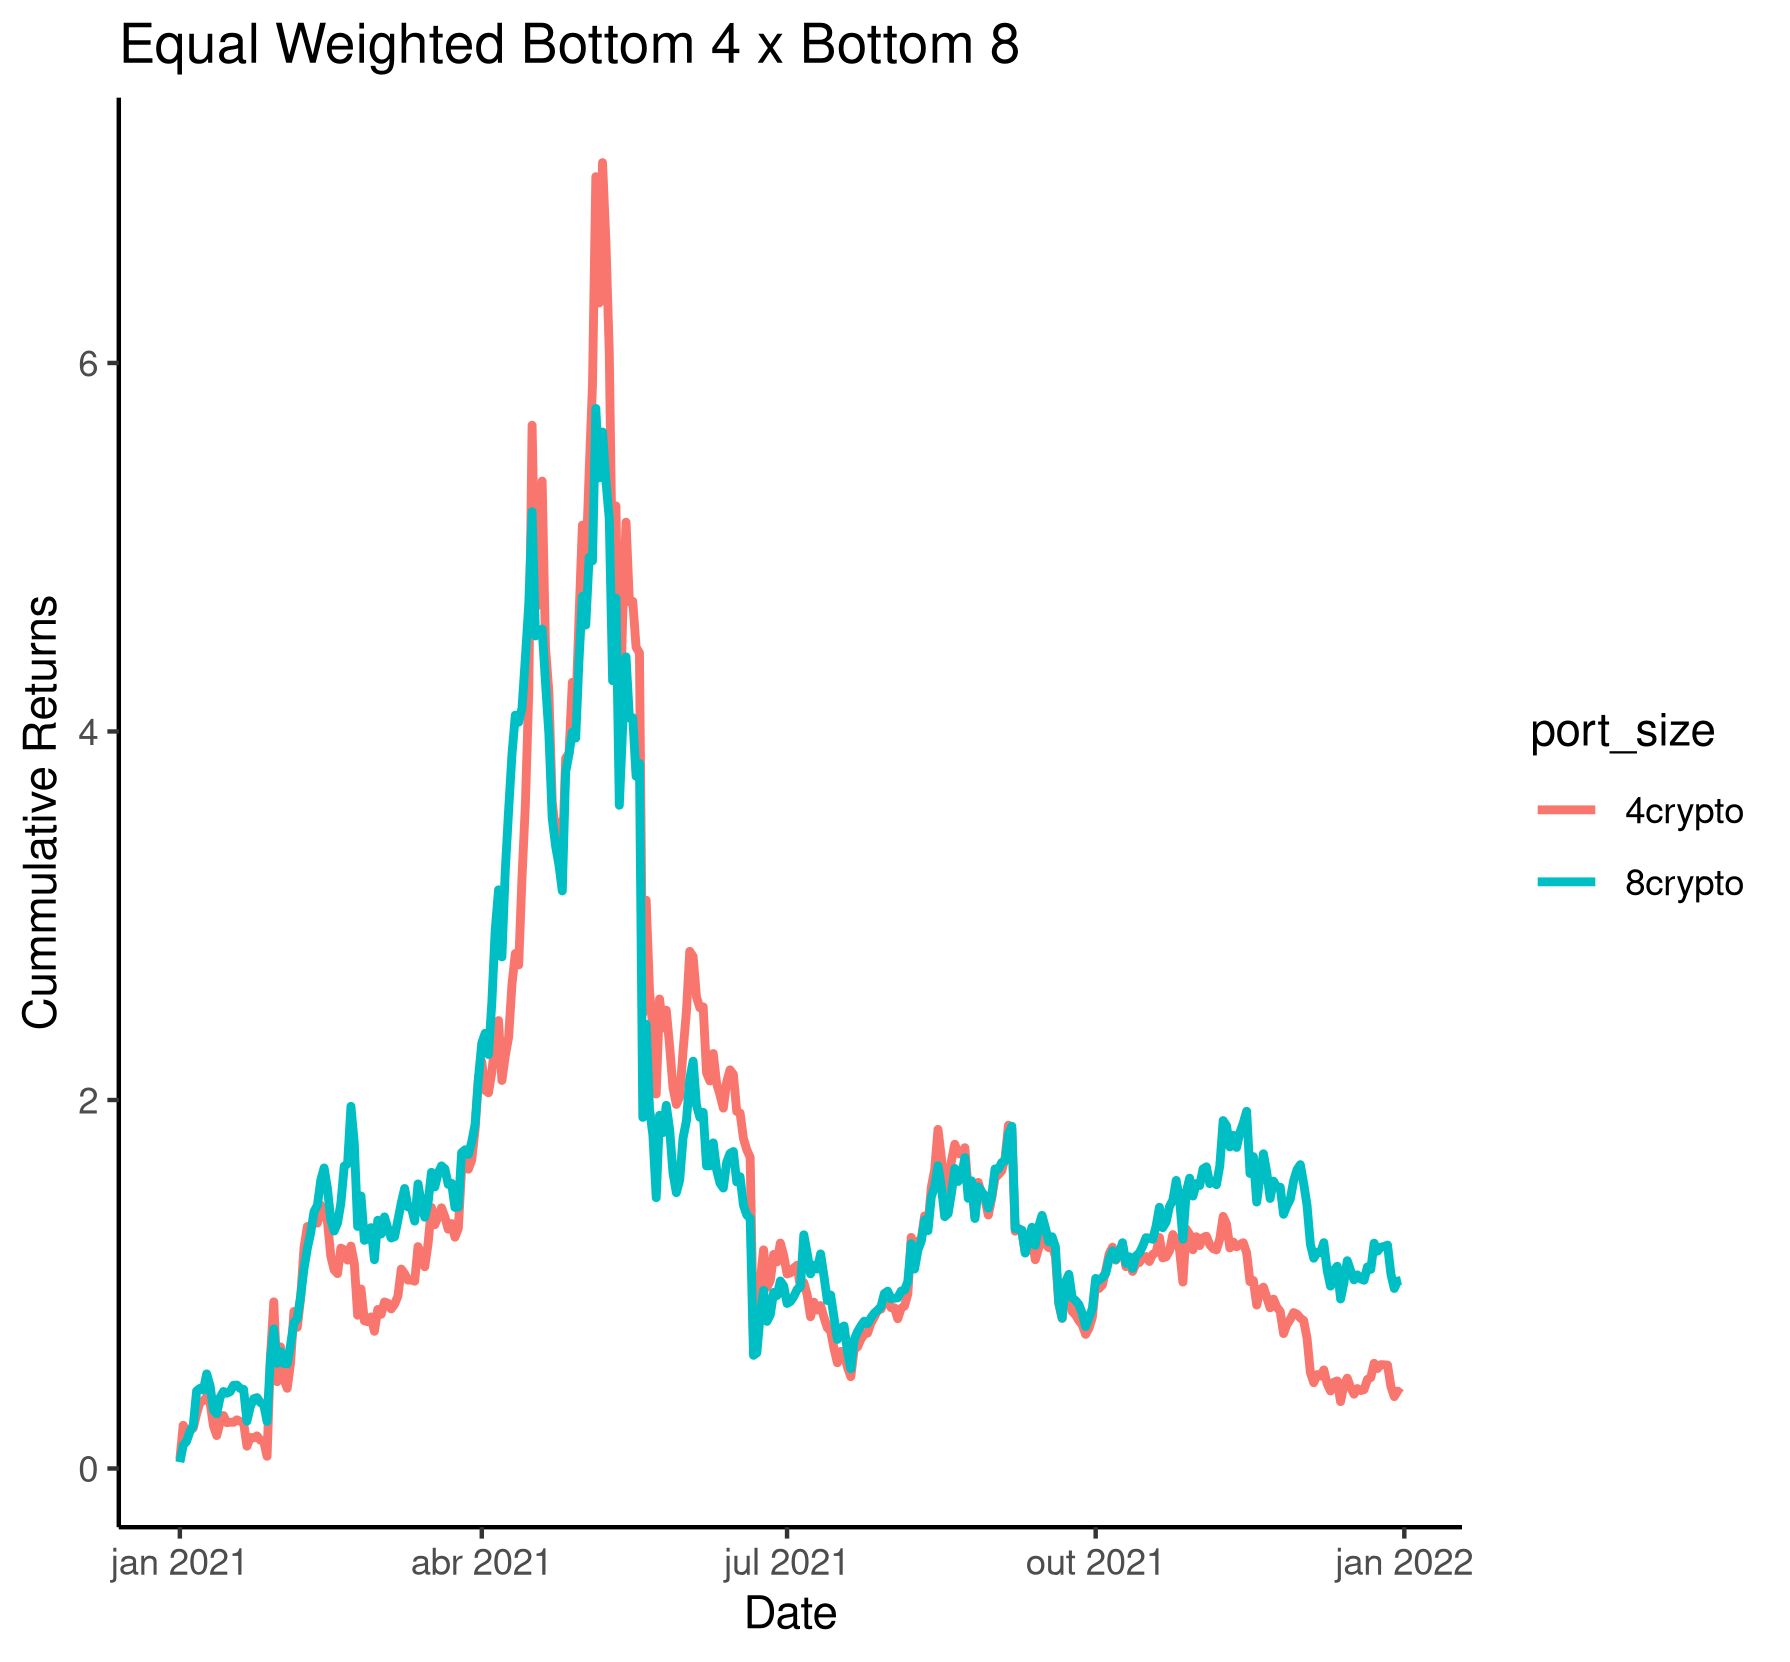 Equal Weighted Bottom 4 x Bottom 8
Cummulative Returns
6
4
2
0
jan 2021
abr 2021
jul 2021
out 2021
jan 2022
Date
port_size
4crypto
8crypto